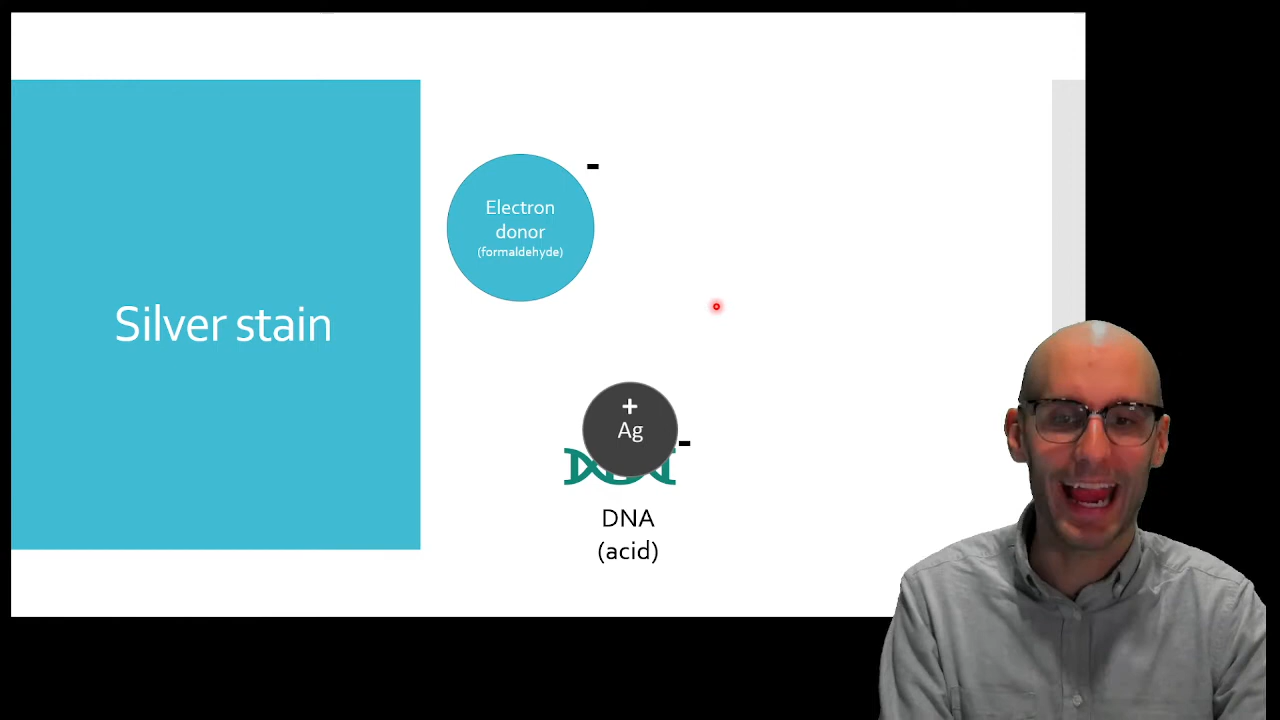 Silver stain
-
Electron
donor
(formaldehyde)
+
Ag
-
DNA
(acid)